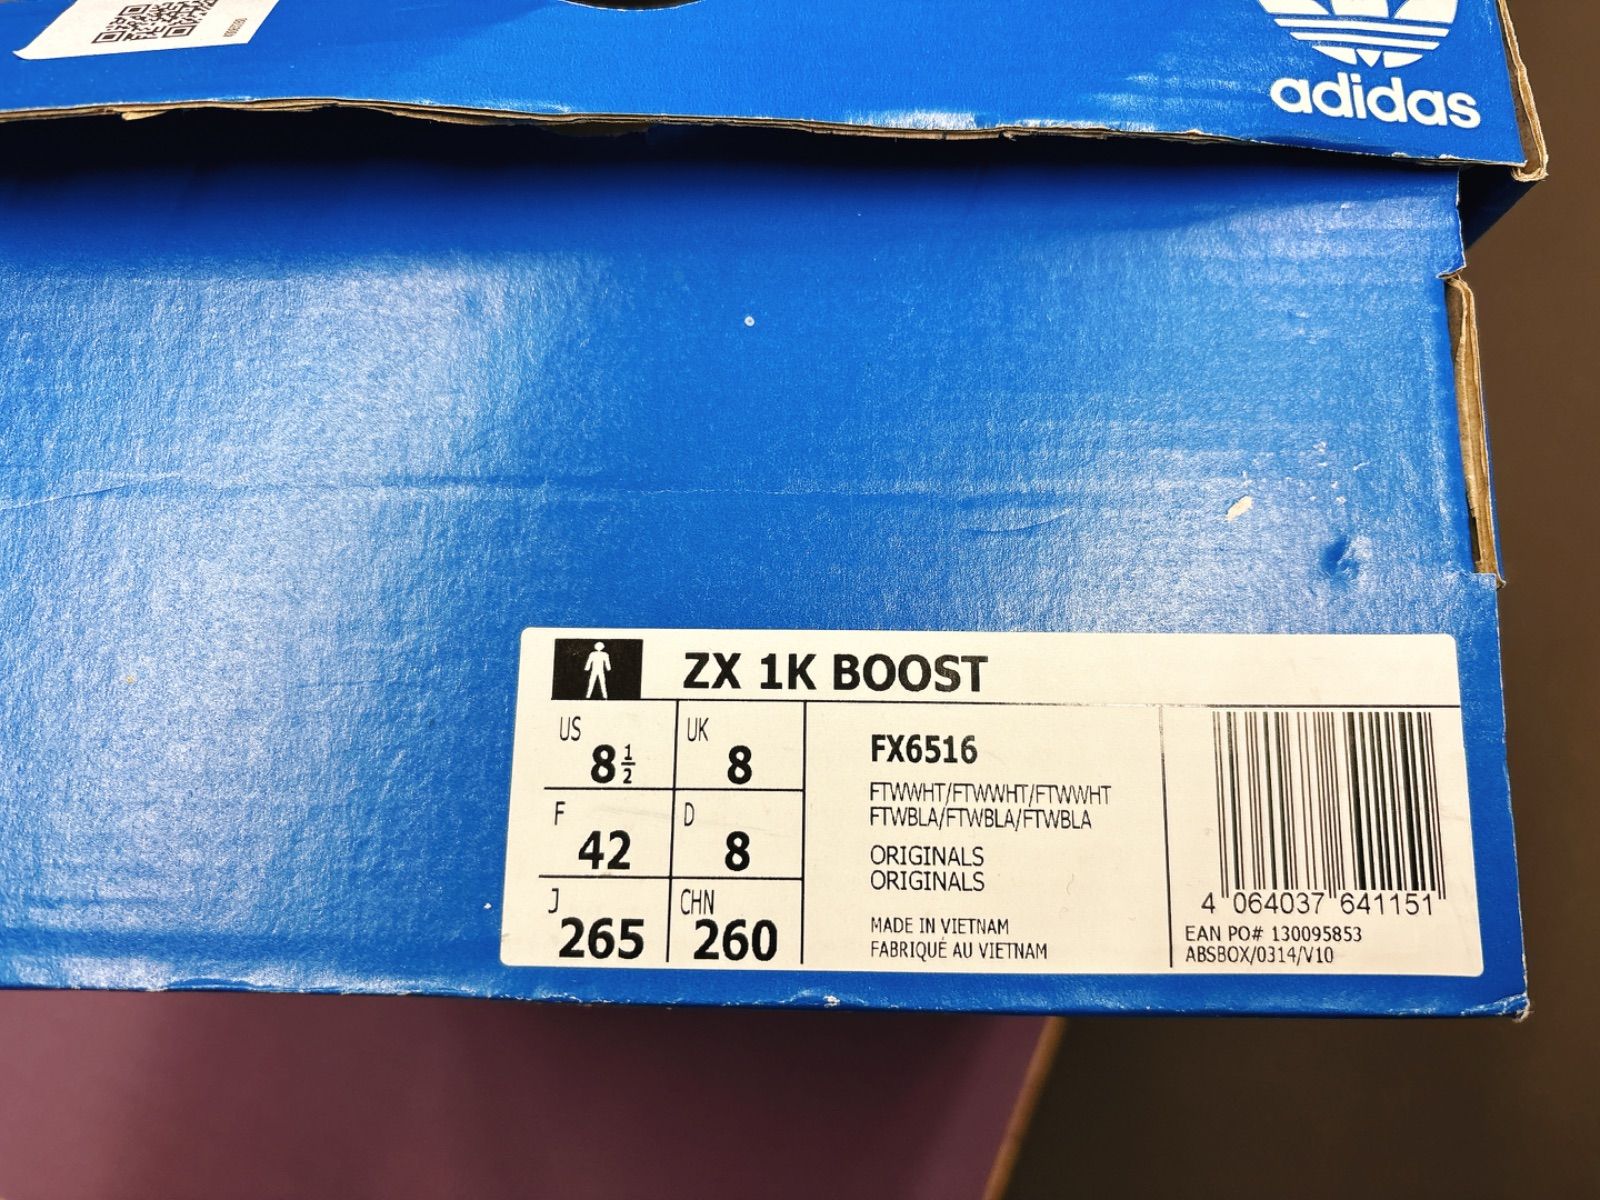 adidas
ZX 1K BOOST
US
8 1/2
UK
8
F
42
D
8
J
265
CHN
260
FX6516
FTWWHT/FTWWHT/FTWWHT
FTWBLA/FTWBLA/FTWBLA
ORIGINALS
ORIGINALS
MADE IN VIETNAM
FABRIQUÉ AU VIETNAM
4 064037 641151
EAN PO# 130095853
ABSBOX/0314/V10